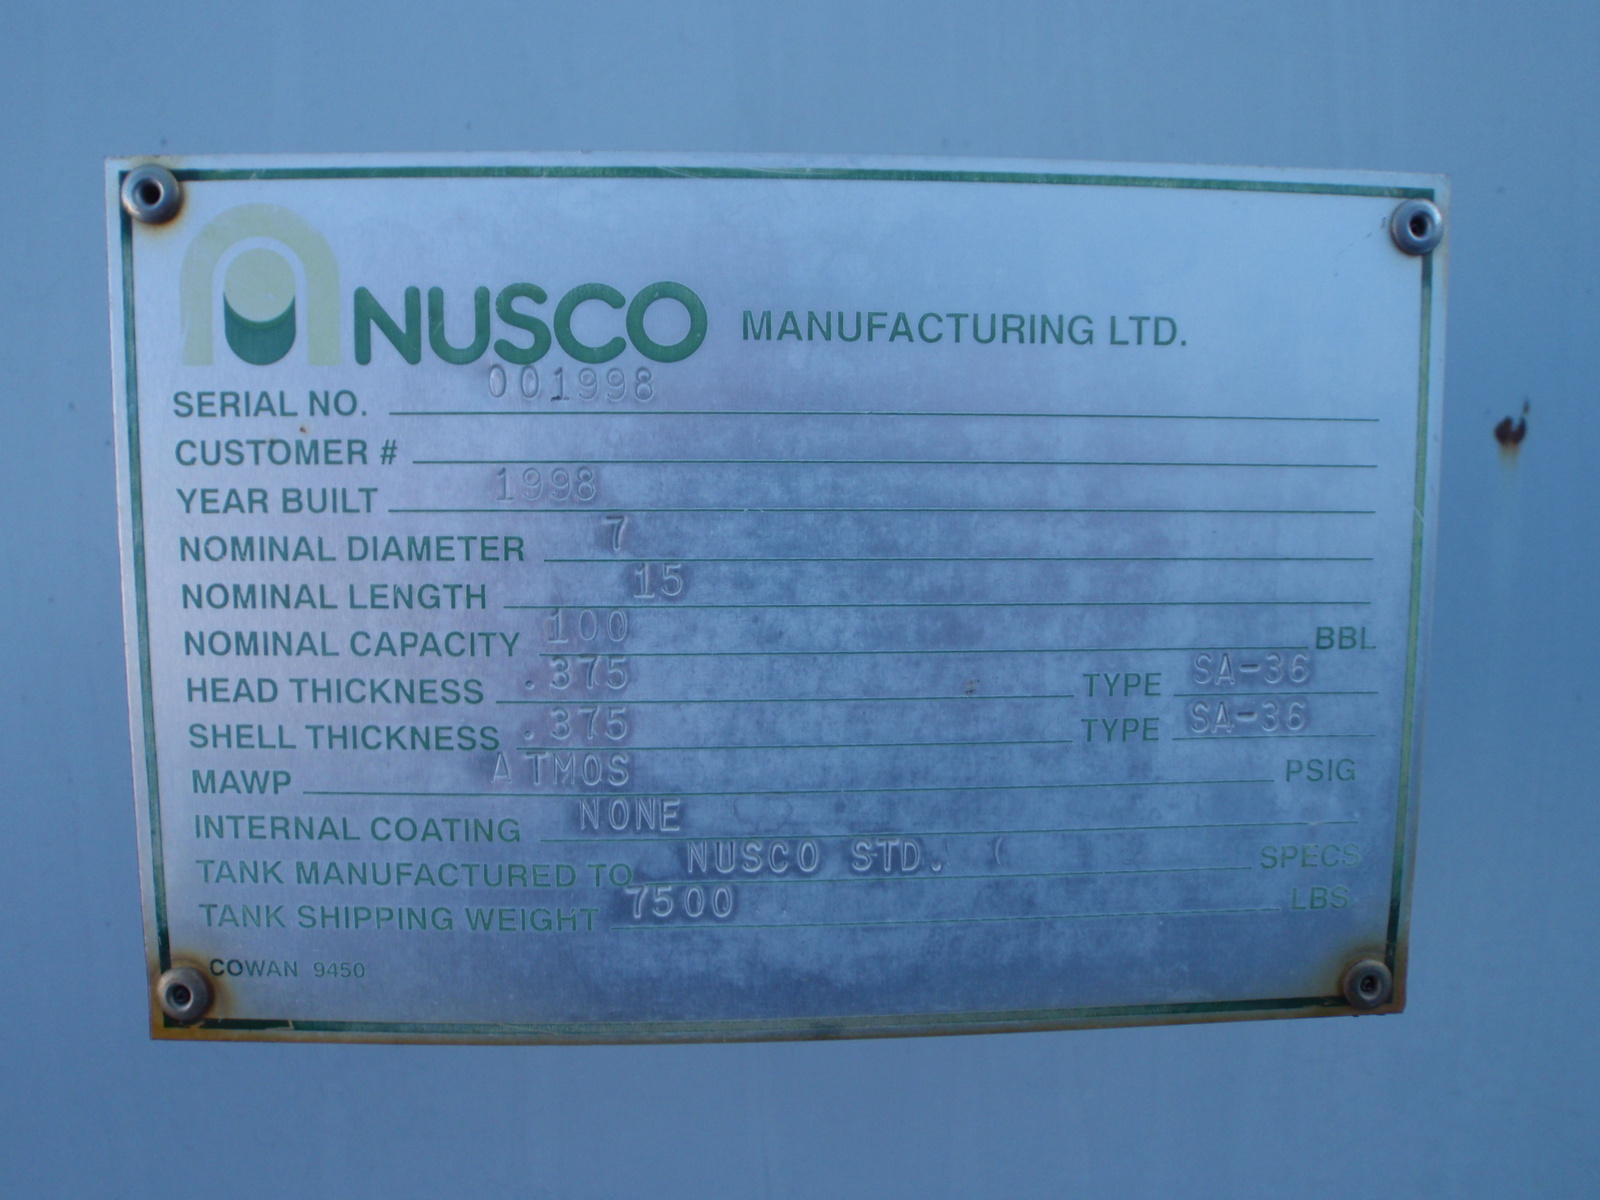 NUSCO MANUFACTURING LTD.
SERIAL NO. 001998
CUSTOMER #
YEAR BUILT 1998
NOMINAL DIAMETER 7
NOMINAL LENGTH 15
NOMINAL CAPACITY 100 BBL
HEAD THICKNESS .375 TYPE SA-36
SHELL THICKNESS .375 TYPE SA-36
MAWP ATMOS PSIG
INTERNAL COATING NONE
TANK MANUFACTURED TO NUSCO STD. SPECS
TANK SHIPPING WEIGHT 7500 LBS.
COWAN 9450